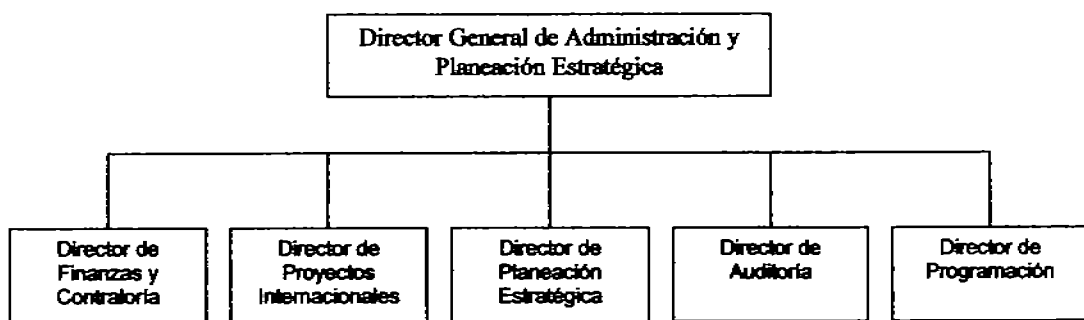 Director General de Administración y
Planeación Estratégica
Director de
Finanzas y
Contraloría
Director de
Proyectos
Internacionales
Director de
Planeación
Estratégica
Director de
Auditoría
Director de
Programación